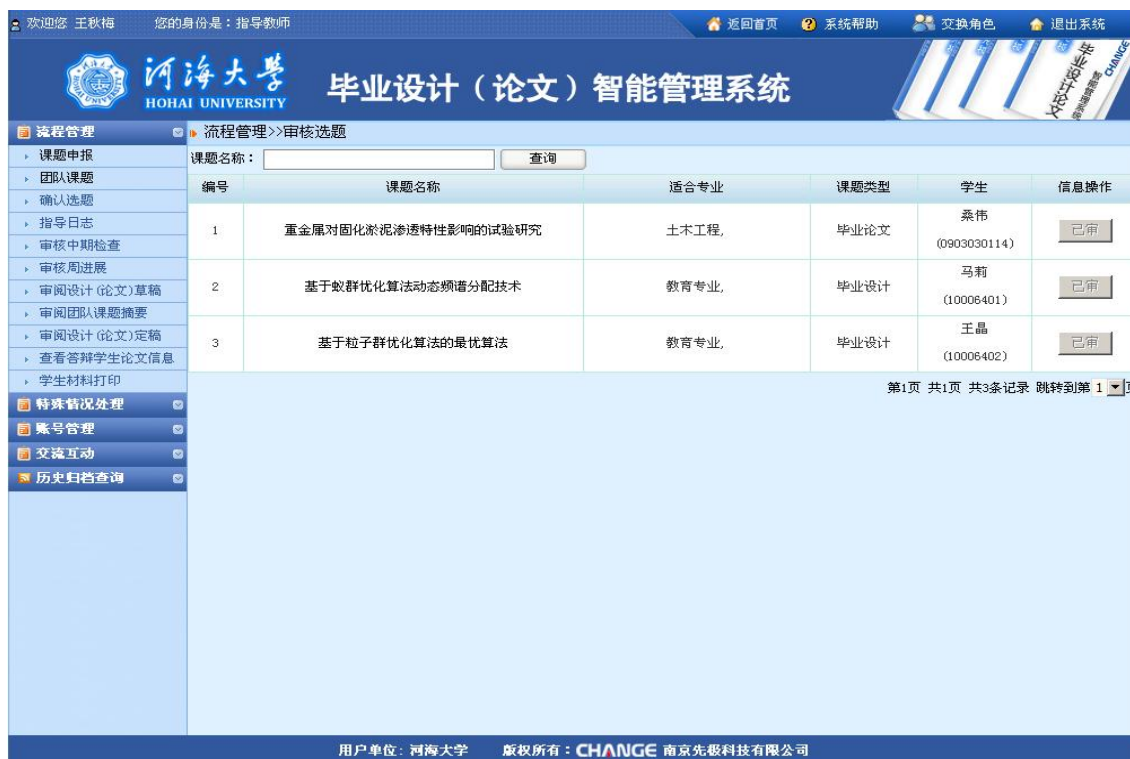 欢迎您 王秋梅 您的身份是：指导教师 返回首页 系统帮助 交换角色 退出系统
河海大学
HOHAI UNIVERSITY
毕业设计（论文）智能管理系统
毕业设计论文
智能管理系统
CHANGE
流程管理
课题申报
团队课题
确认选题
指导日志
审核中期检查
审核周进展
审阅设计(论文)草稿
审阅团队课题摘要
审阅设计(论文)定稿
查看答辩学生论文信息
学生材料打印
特殊情况处理
账号管理
交流互动
历史归档查询
流程管理>>审核选题
课题名称： 查询
编号 课题名称 适合专业 课题类型 学生 信息操作
1 重金属对固化淤泥渗透特性影响的试验研究 土木工程, 毕业论文 桑伟 (0903030114) 已审
2 基于蚁群优化算法动态频谱分配技术 教育专业, 毕业设计 马莉 (10006401) 已审
3 基于粒子群优化算法的最优算法 教育专业, 毕业设计 王晶 (10006402) 已审
第1页 共1页 共3条记录 跳转到第 1
用户单位：河海大学 版权所有：CHANGE 南京先极科技有限公司